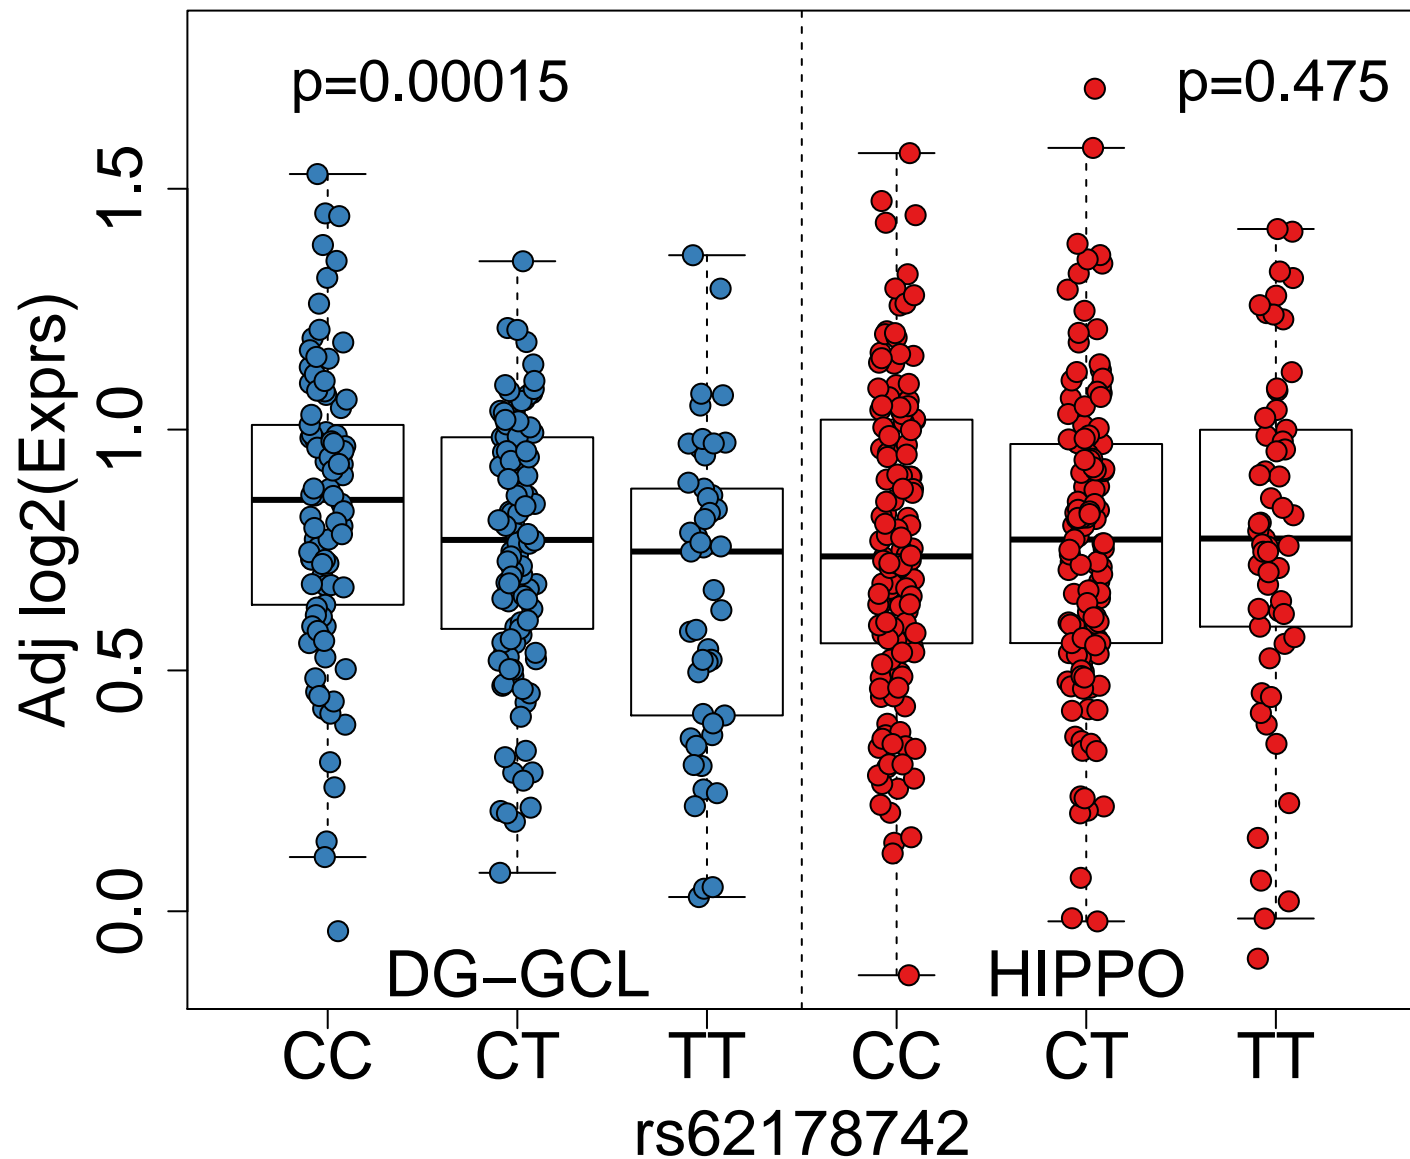 p=0.00015
p=0.475
Adj log2(Exprs)
1.5
1.0
0.5
0.0
DG−GCL
HIPPO
CC CT TT CC CT TT
rs62178742